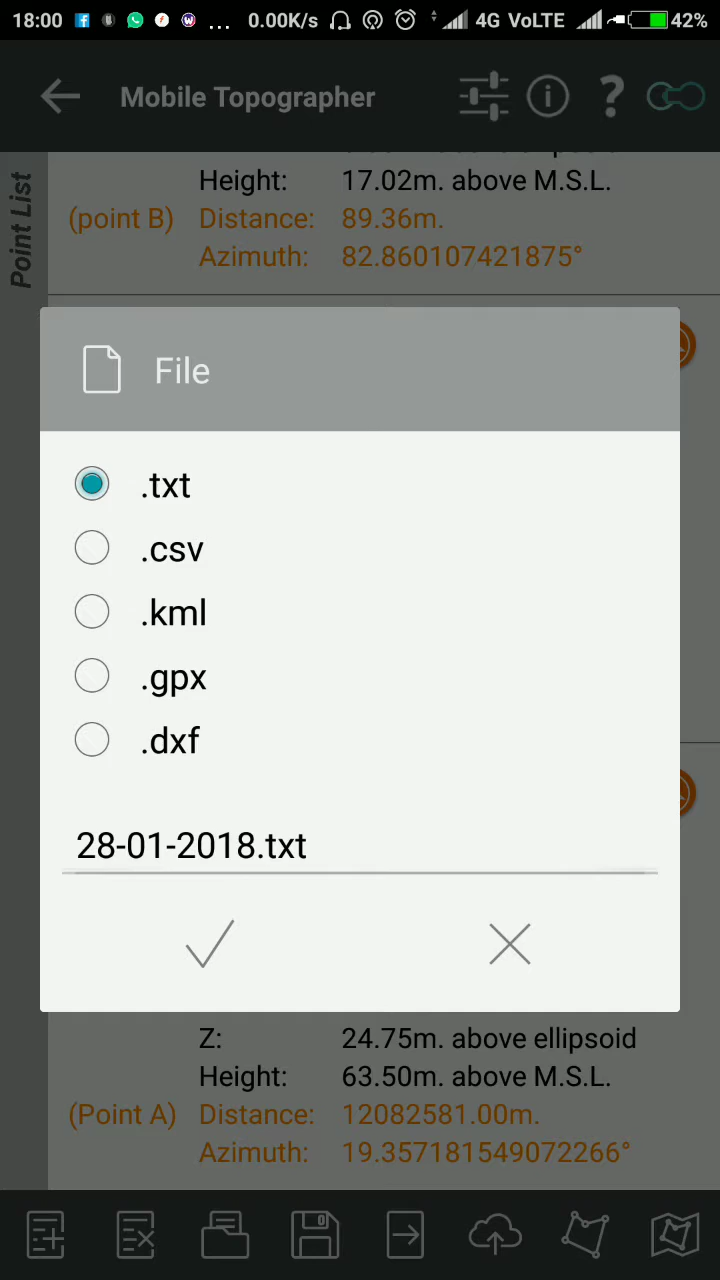 18:00 ... 0.00K/s 4G VoLTE 42%
Mobile Topographer
Point List
Height: 17.02m. above M.S.L.
(point B) Distance: 89.36m.
Azimuth: 82.860107421875°
File
.txt
.csv
.kml
.gpx
.dxf
28-01-2018.txt
Z: 24.75m. above ellipsoid
Height: 63.50m. above M.S.L.
(Point A) Distance: 12082581.00m.
Azimuth: 19.357181549072266°